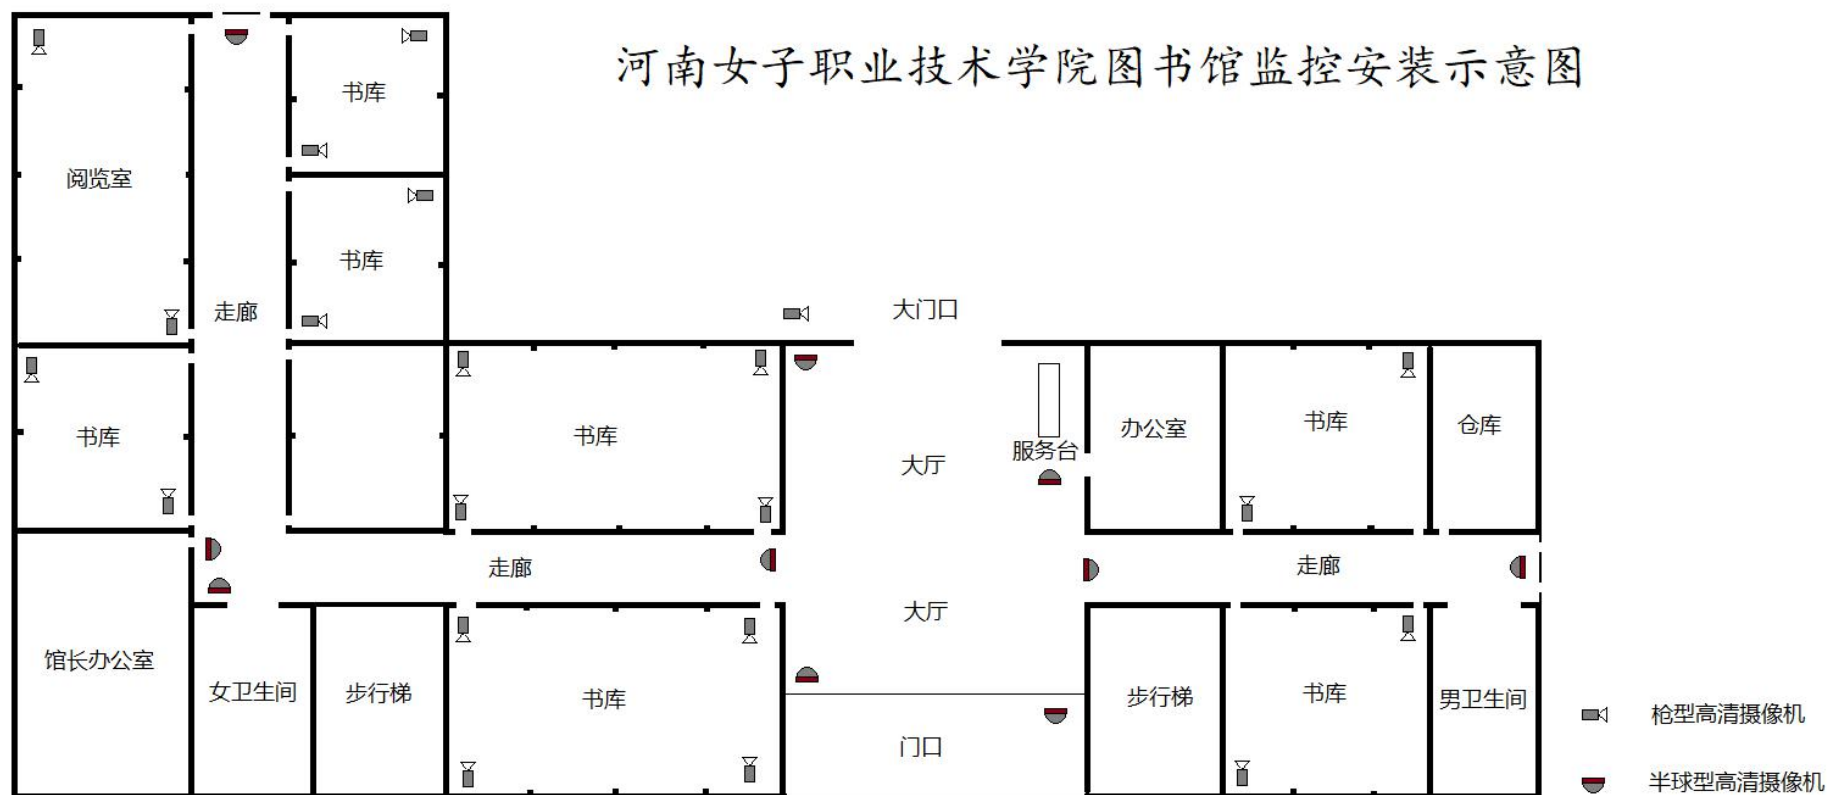 河南女子职业技术学院图书馆监控安装示意图
书库
阅览室
书库
走廊
大门口
书库
书库
办公室
书库
仓库
服务台
大厅
走廊
走廊
大厅
馆长办公室
女卫生间
步行梯
书库
步行梯
书库
男卫生间
门口
枪型高清摄像机
半球型高清摄像机